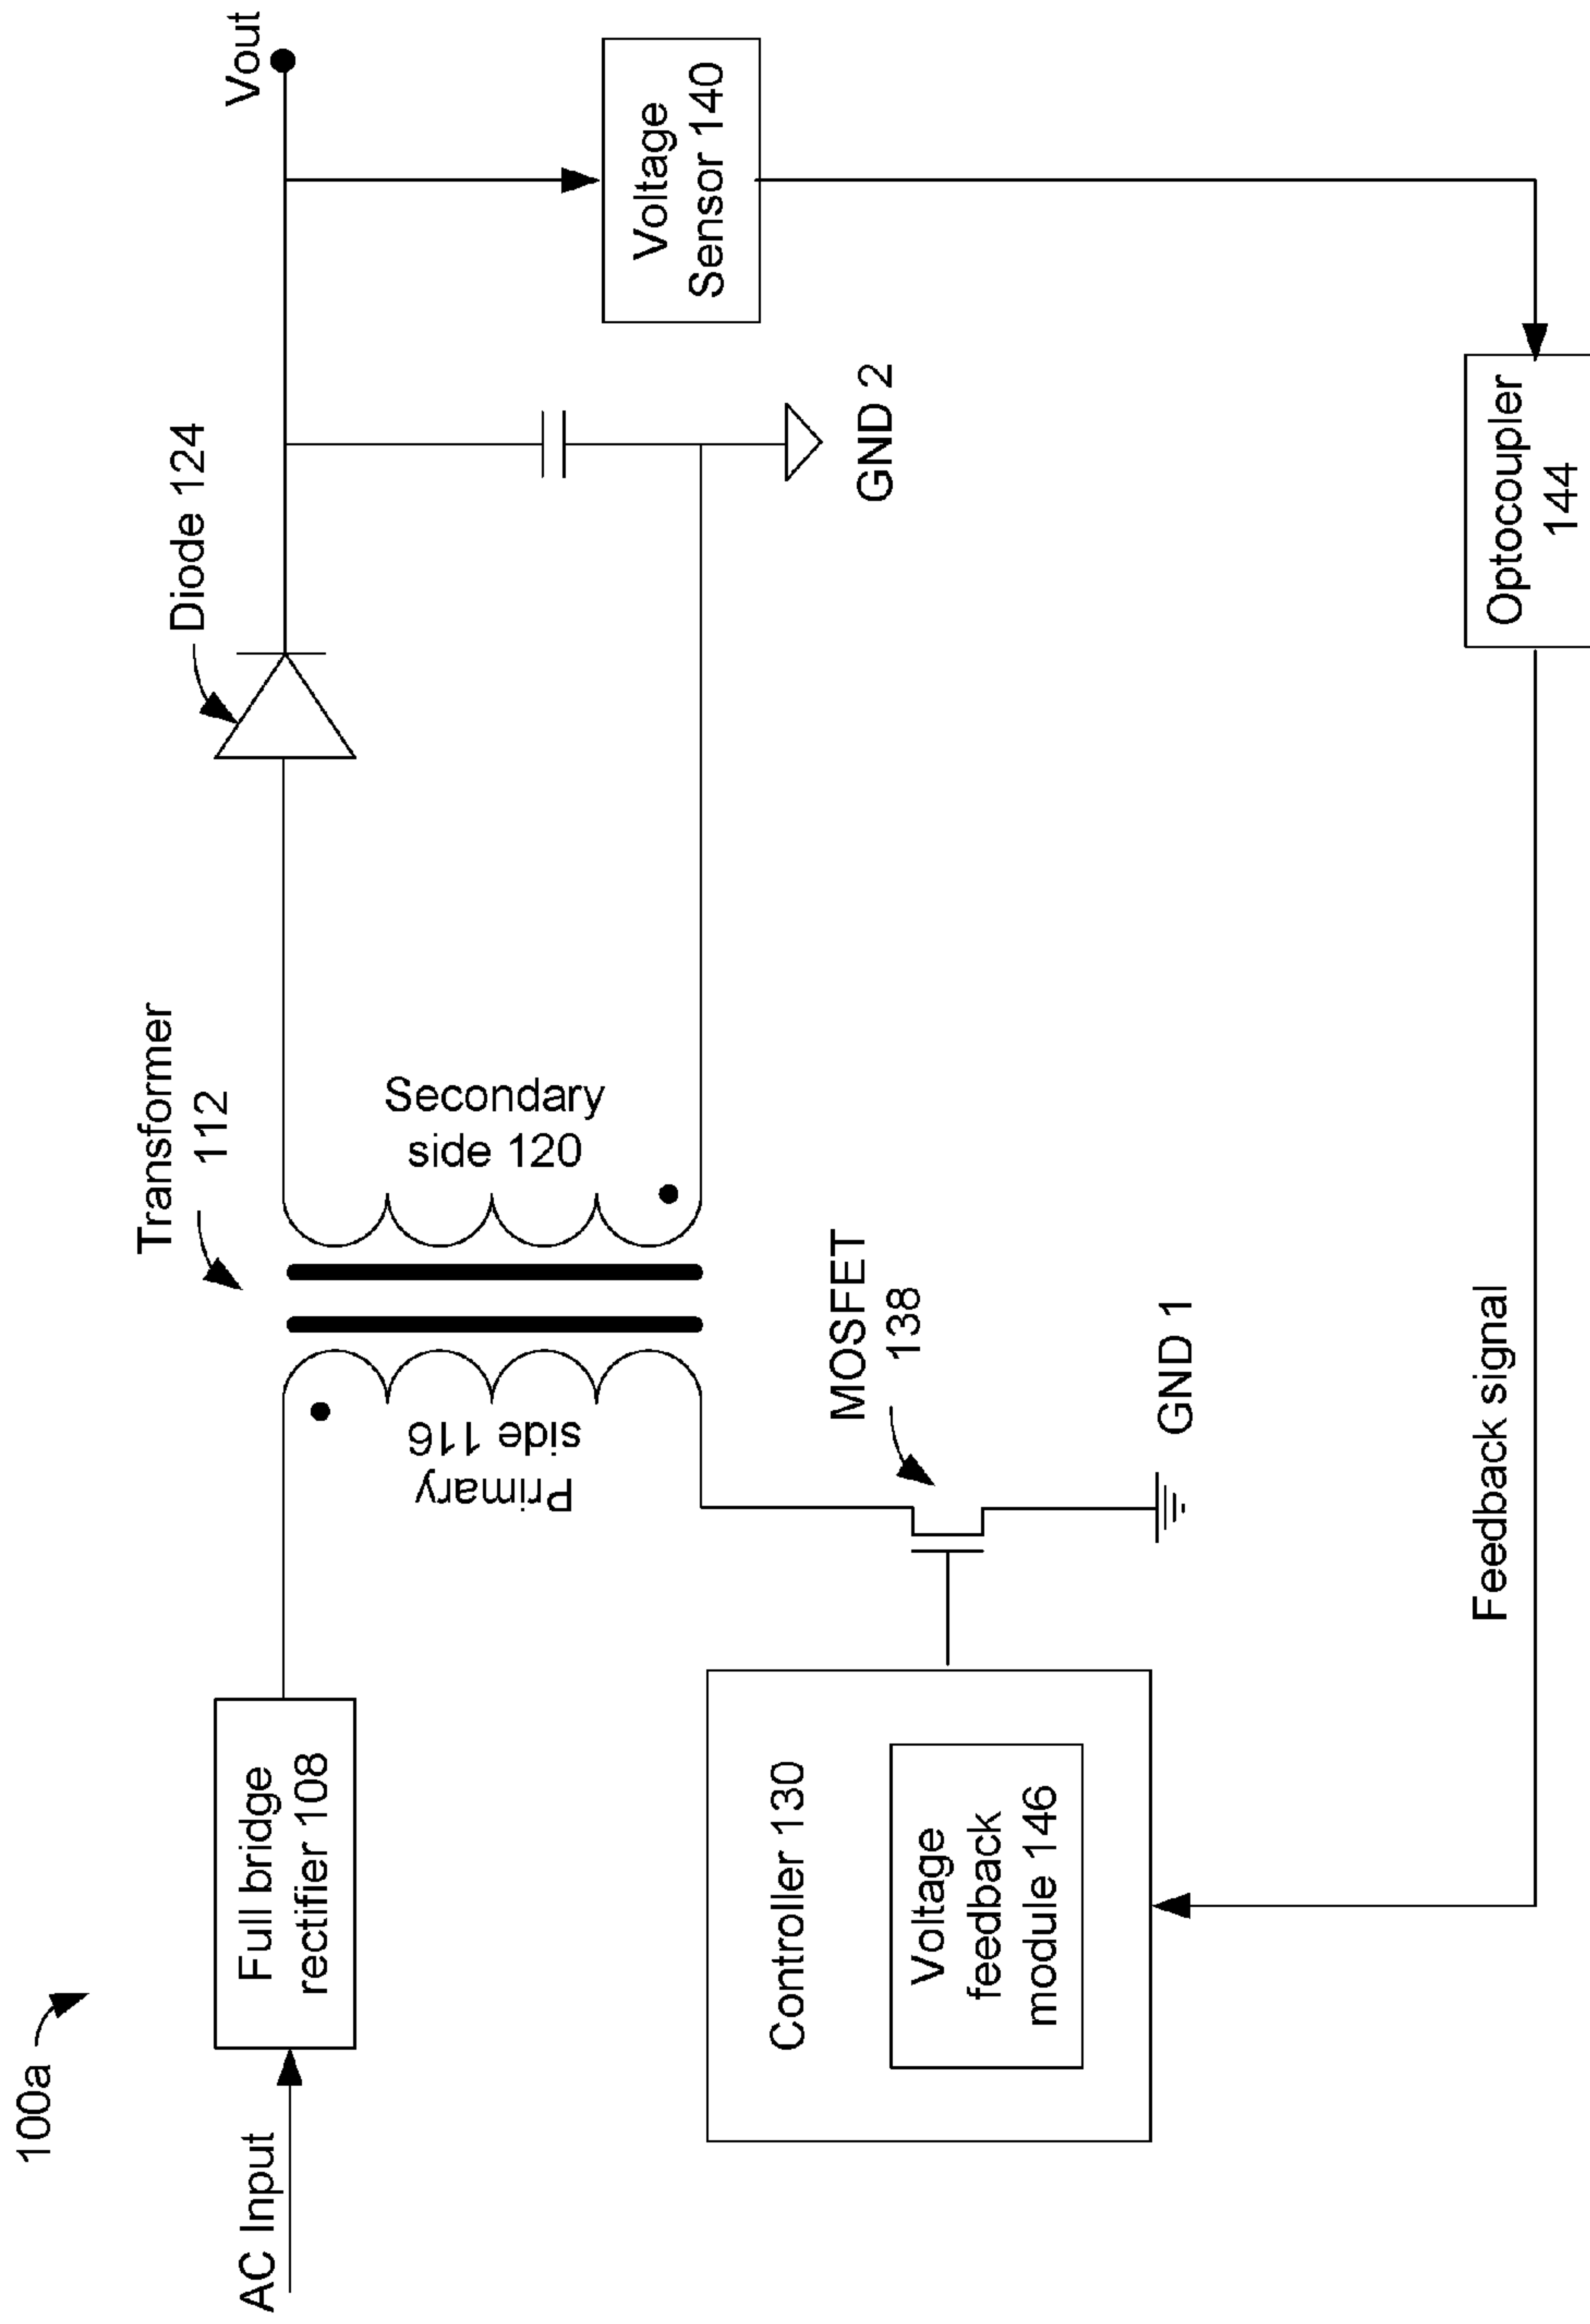 100a
AC Input
Full bridge
rectifier 108
Transformer
112
Primary
side 116
Secondary
side 120
Diode 124
Vout
Voltage
Sensor 140
GND 2
MOSFET
138
GND 1
Controller 130
Voltage
feedback
module 146
Feedback signal
Optocoupler
144